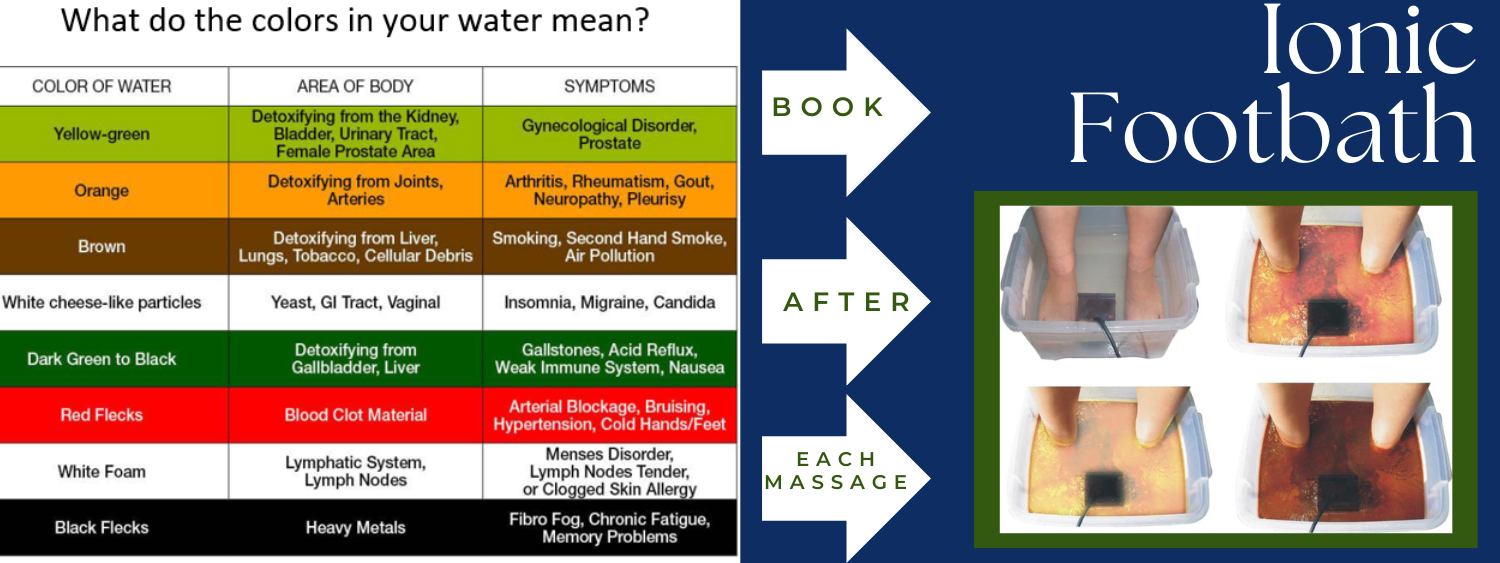 What do the colors in your water mean?
COLOR OF WATER
AREA OF BODY
SYMPTOMS
Yellow-green
Detoxifying from the Kidney,
Bladder, Urinary Tract,
Female Prostate Area
Gynecological Disorder,
Prostate
Orange
Detoxifying from Joints,
Arteries
Arthritis, Rheumatism, Gout,
Neuropathy, Pleurisy
Brown
Detoxifying from Liver,
Lungs, Tobacco, Cellular Debris
Smoking, Second Hand Smoke,
Air Pollution
White cheese-like particles
Yeast, GI Tract, Vaginal
Insomnia, Migraine, Candida
Dark Green to Black
Detoxifying from
Gallbladder, Liver
Gallstones, Acid Reflux,
Weak Immune System, Nausea
Red Flecks
Blood Clot Material
Arterial Blockage, Bruising,
Hypertension, Cold Hands/Feet
White Foam
Lymphatic System,
Lymph Nodes
Menses Disorder,
Lymph Nodes Tender,
or Clogged Skin Allergy
Black Flecks
Heavy Metals
Fibro Fog, Chronic Fatigue,
Memory Problems
BOOK
AFTER
EACH
MASSAGE
Ionic
Footbath